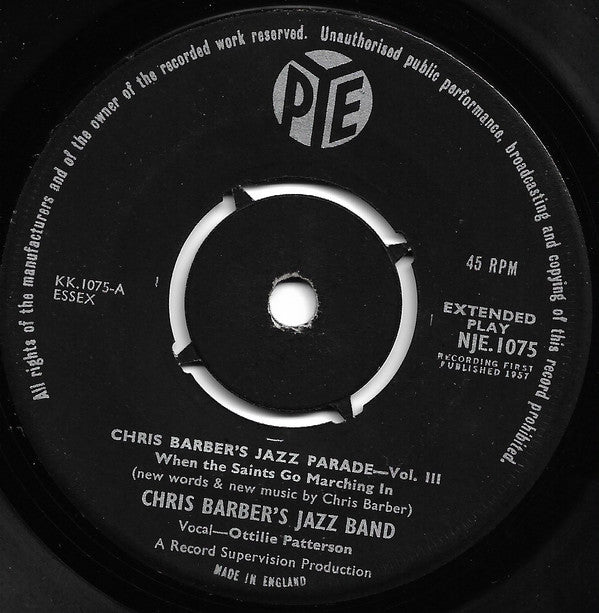 All rights of the manufacturers and of the owner of the recorded work reserved. Unauthorised public performance, broadcasting and copying of this record prohibited.
PYE
KK.1075-A
ESSEX
45 RPM
EXTENDED
PLAY
NJE.1075
RECORDING FIRST
PUBLISHED 1957
CHRIS BARBER'S JAZZ PARADE—Vol. III
When the Saints Go Marching In
(new words & new music by Chris Barber)
CHRIS BARBER'S JAZZ BAND
Vocal—Ottilie Patterson
A Record Supervision Production
MADE IN ENGLAND